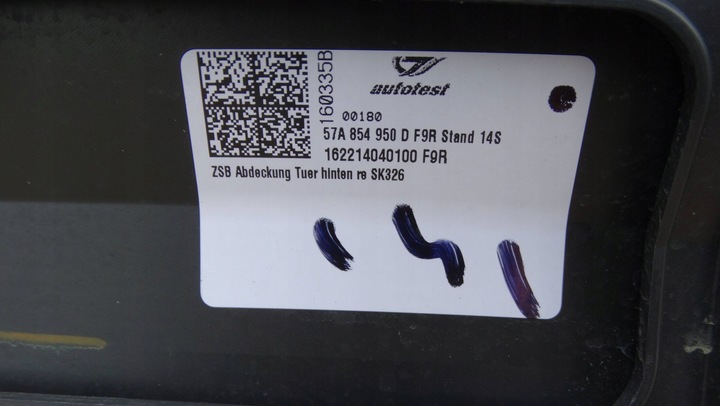 160335B
autotest
00180
57A 854 950 D F9R Stand 14S
162214040100 F9R
ZSB Abdeckung Tuer hinten re SK326